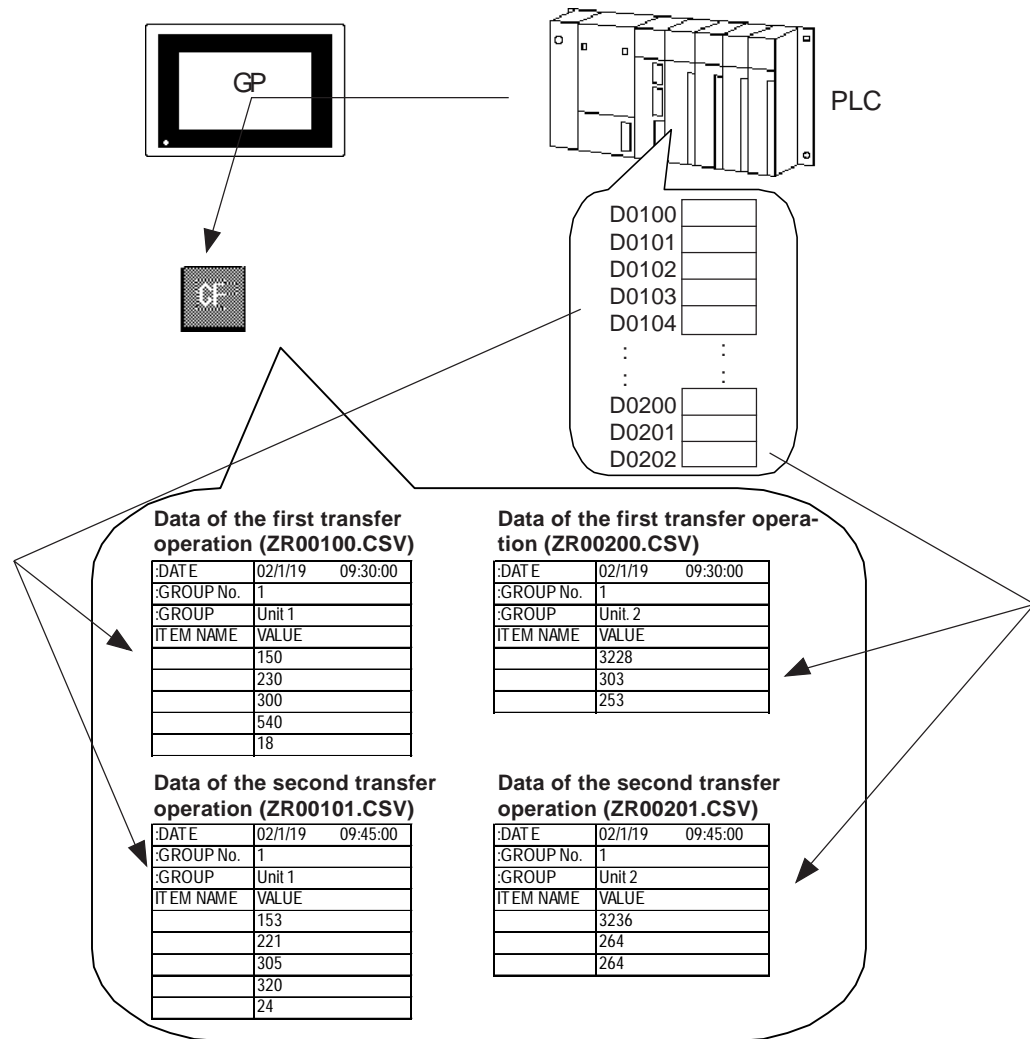 GP
PLC
CF
D0100
D0101
D0102
D0103
D0104
D0200
D0201
D0202
Data of the first transfer
operation (ZR00100.CSV)
:DATE 02/1/19 09:30:00
:GROUP No. 1
:GROUP Unit 1
ITEM NAME VALUE
150
230
300
540
18
Data of the first transfer opera-
tion (ZR00200.CSV)
:DATE 02/1/19 09:30:00
:GROUP No. 1
:GROUP Unit. 2
ITEM NAME VALUE
3228
303
253
Data of the second transfer
operation (ZR00101.CSV)
:DATE 02/1/19 09:45:00
:GROUP No. 1
:GROUP Unit 1
ITEM NAME VALUE
153
221
305
320
24
Data of the second transfer
operation (ZR00201.CSV)
:DATE 02/1/19 09:45:00
:GROUP No. 1
:GROUP Unit 2
ITEM NAME VALUE
3236
264
264